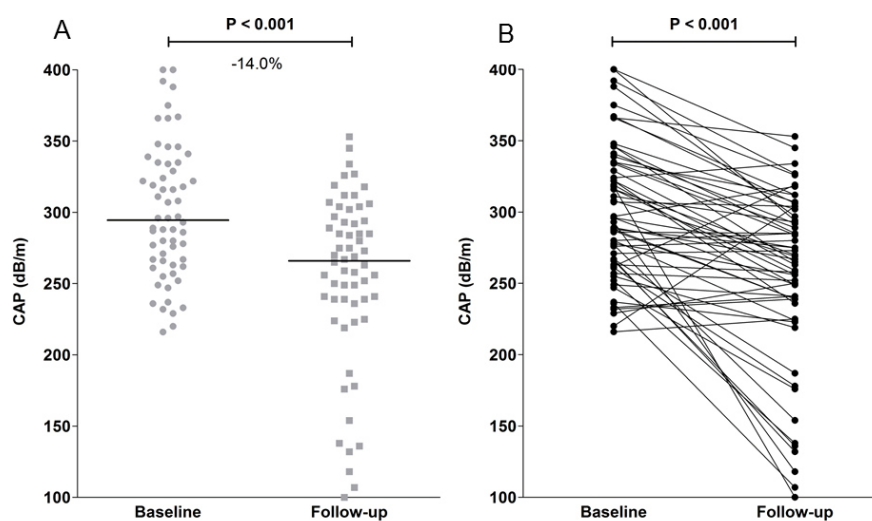 A
P < 0.001
-14.0%
400
350
300
250
200
150
100
CAP (dB/m)
Baseline
Follow-up
B
P < 0.001
400
350
300
250
200
150
100
CAP (dB/m)
Baseline
Follow-up